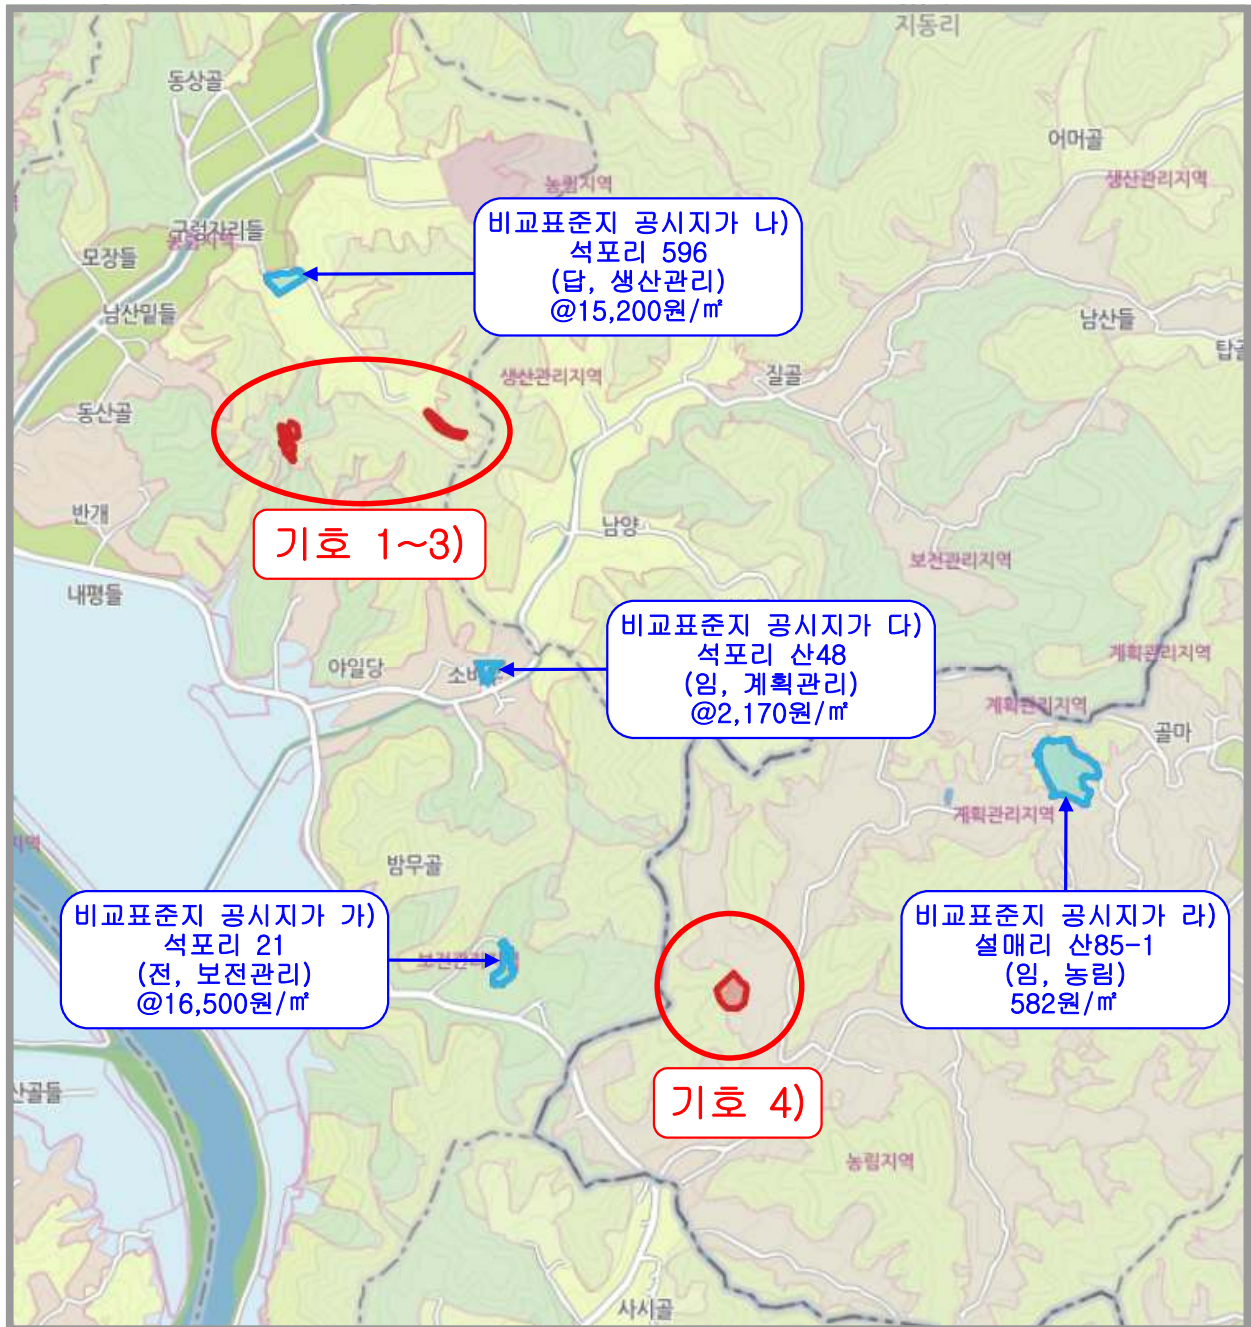 지동리
동상골
어머골
농림지역
생산관리지역
비교표준지 공시지가 나)
석포리 596
(답, 생산관리)
@15,200원/㎡
구렁자리들
모장들
남산밑들
남산들
생산관리지역
질골
동산골
반개
기호 1~3)
남양
보전관리지역
내평들
비교표준지 공시지가 다)
석포리 산48
(임, 계획관리)
@2,170원/㎡
야일당
계획관리지역
계획관리지역
골마
계획관리지역
밤무골
비교표준지 공시지가 가)
석포리 21
(전, 보전관리)
@16,500원/㎡
비교표준지 공시지가 라)
설매리 산85-1
(임, 농림)
582원/㎡
기호 4)
농림지역
사시골